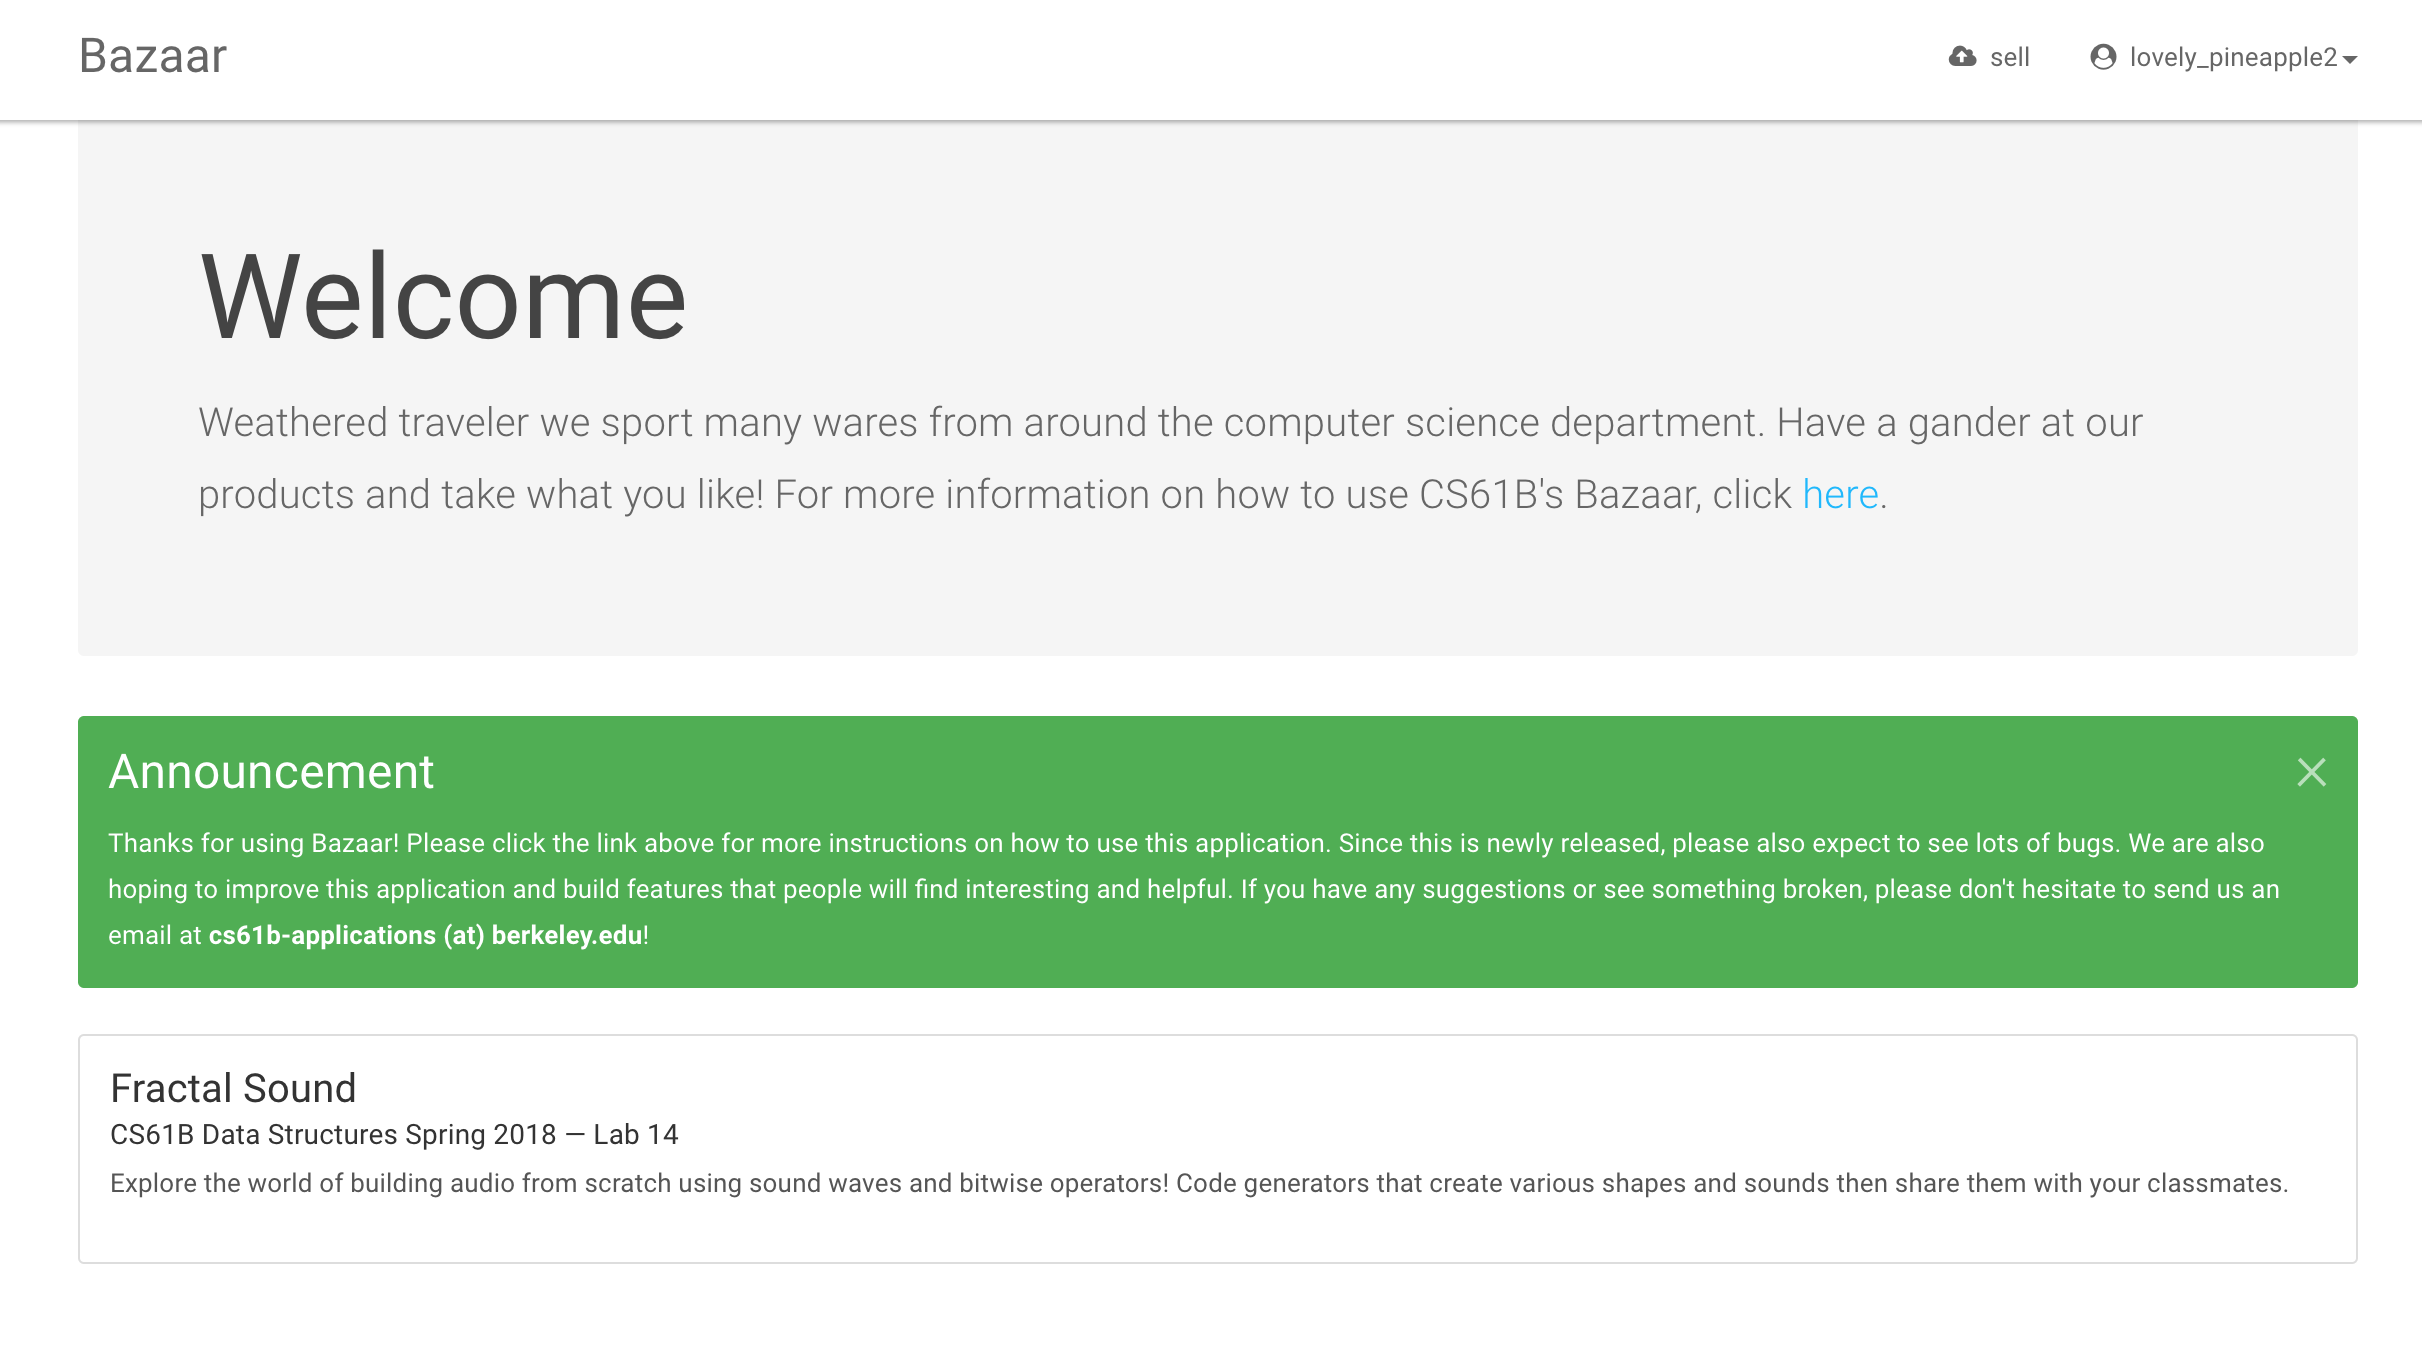 Bazaar
sell
lovely_pineapple2
Welcome
Weathered traveler we sport many wares from around the computer science department. Have a gander at our
products and take what you like! For more information on how to use CS61B's Bazaar, click here.
Announcement
Thanks for using Bazaar! Please click the link above for more instructions on how to use this application. Since this is newly released, please also expect to see lots of bugs. We are also
hoping to improve this application and build features that people will find interesting and helpful. If you have any suggestions or see something broken, please don't hesitate to send us an
email at cs61b-applications (at) berkeley.edu!
Fractal Sound
CS61B Data Structures Spring 2018 — Lab 14
Explore the world of building audio from scratch using sound waves and bitwise operators! Code generators that create various shapes and sounds then share them with your classmates.